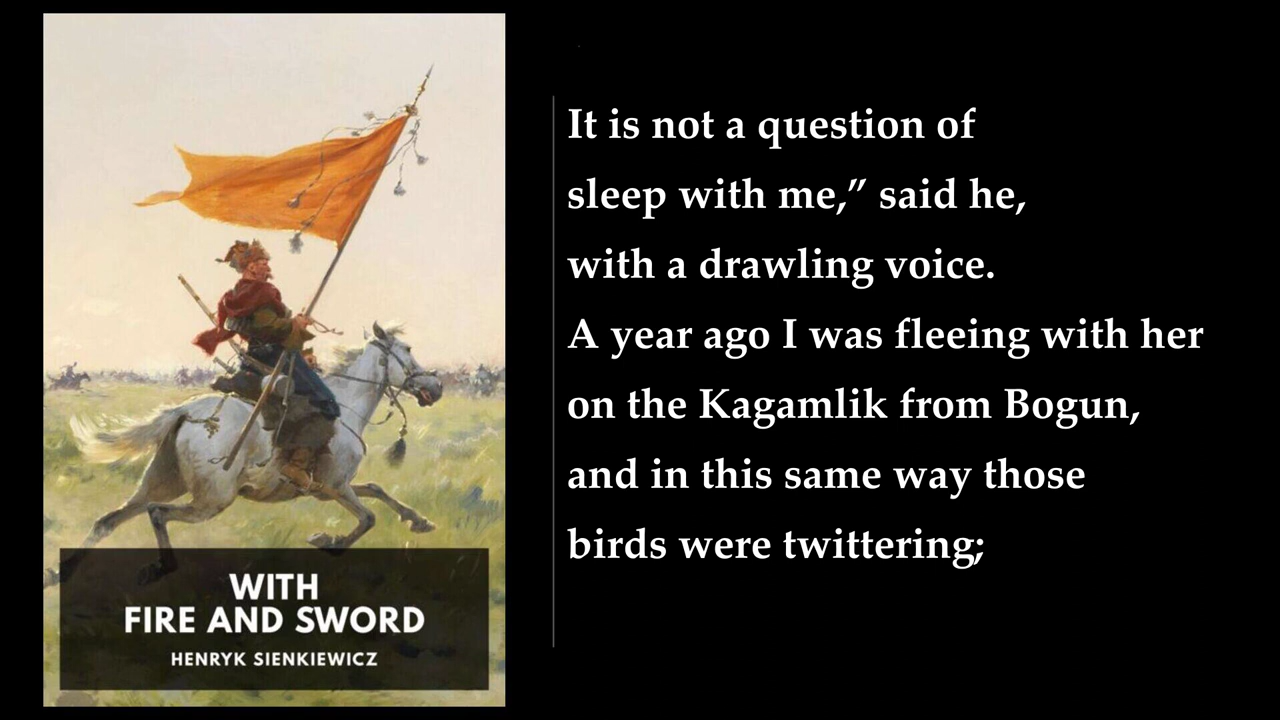 WITH
FIRE AND SWORD
HENRYK SIENKIEWICZ
It is not a question of
sleep with me,” said he,
with a drawling voice.
A year ago I was fleeing with her
on the Kagamlik from Bogun,
and in this same way those
birds were twittering;